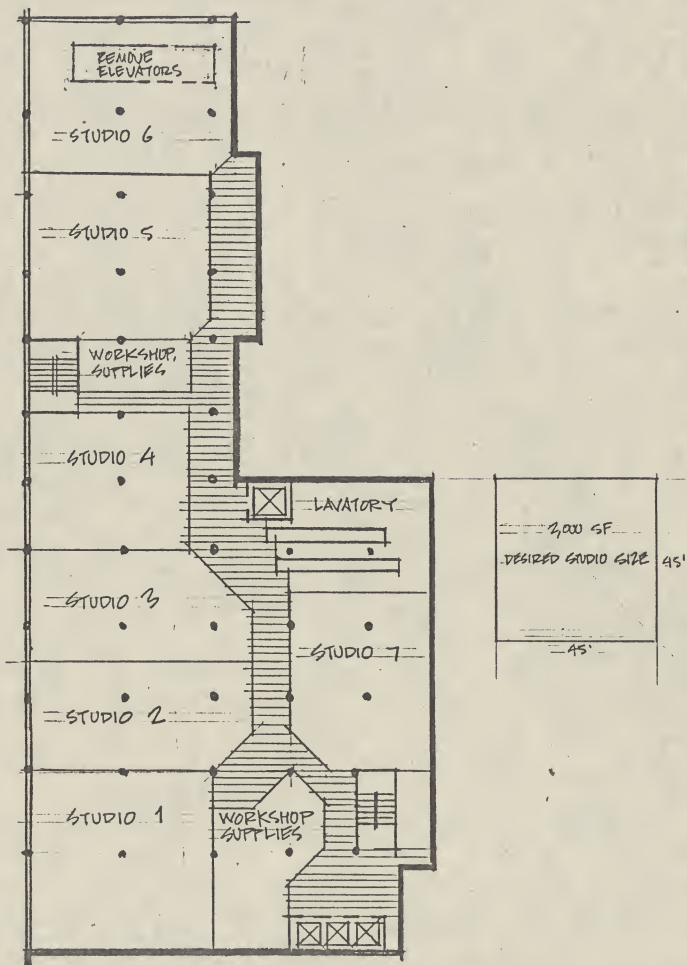 REMOVE
ELEVATORS
STUDIO 6
STUDIO 5
WORKSHOP,
SUPPLIES
STUDIO 4
LAVATORY
2,000 SF
DESIRED STUDIO SIZE
45'
45'
STUDIO 3
STUDIO 7
STUDIO 2
STUDIO 1
WORKSHOP
SUPPLIES